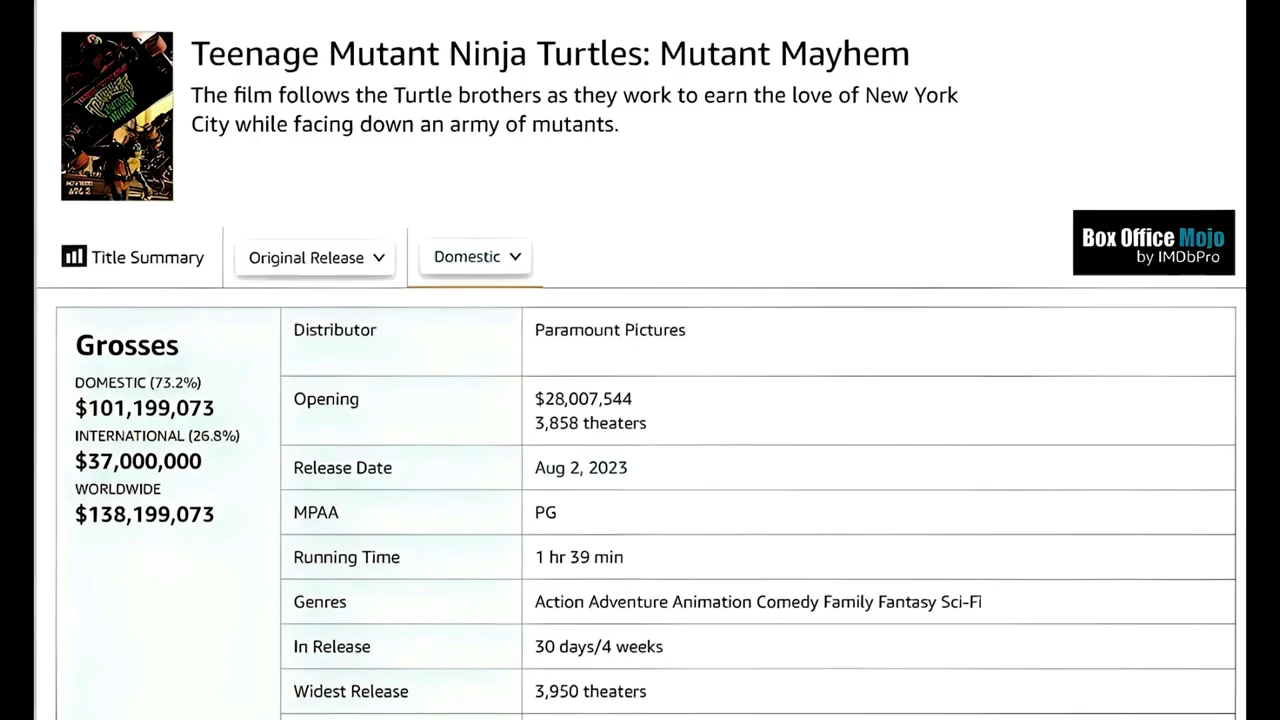 Teenage Mutant Ninja Turtles: Mutant Mayhem
The film follows the Turtle brothers as they work to earn the love of New York
City while facing down an army of mutants.
Title Summary
Original Release
Domestic
Box Office Mojo
by IMDbPro
Grosses
DOMESTIC (73.2%)
$101,199,073
INTERNATIONAL (26.8%)
$37,000,000
WORLDWIDE
$138,199,073
Distributor
Paramount Pictures
Opening
$28,007,544
3,858 theaters
Release Date
Aug 2, 2023
MPAA
PG
Running Time
1 hr 39 min
Genres
Action Adventure Animation Comedy Family Fantasy Sci-Fi
In Release
30 days/4 weeks
Widest Release
3,950 theaters